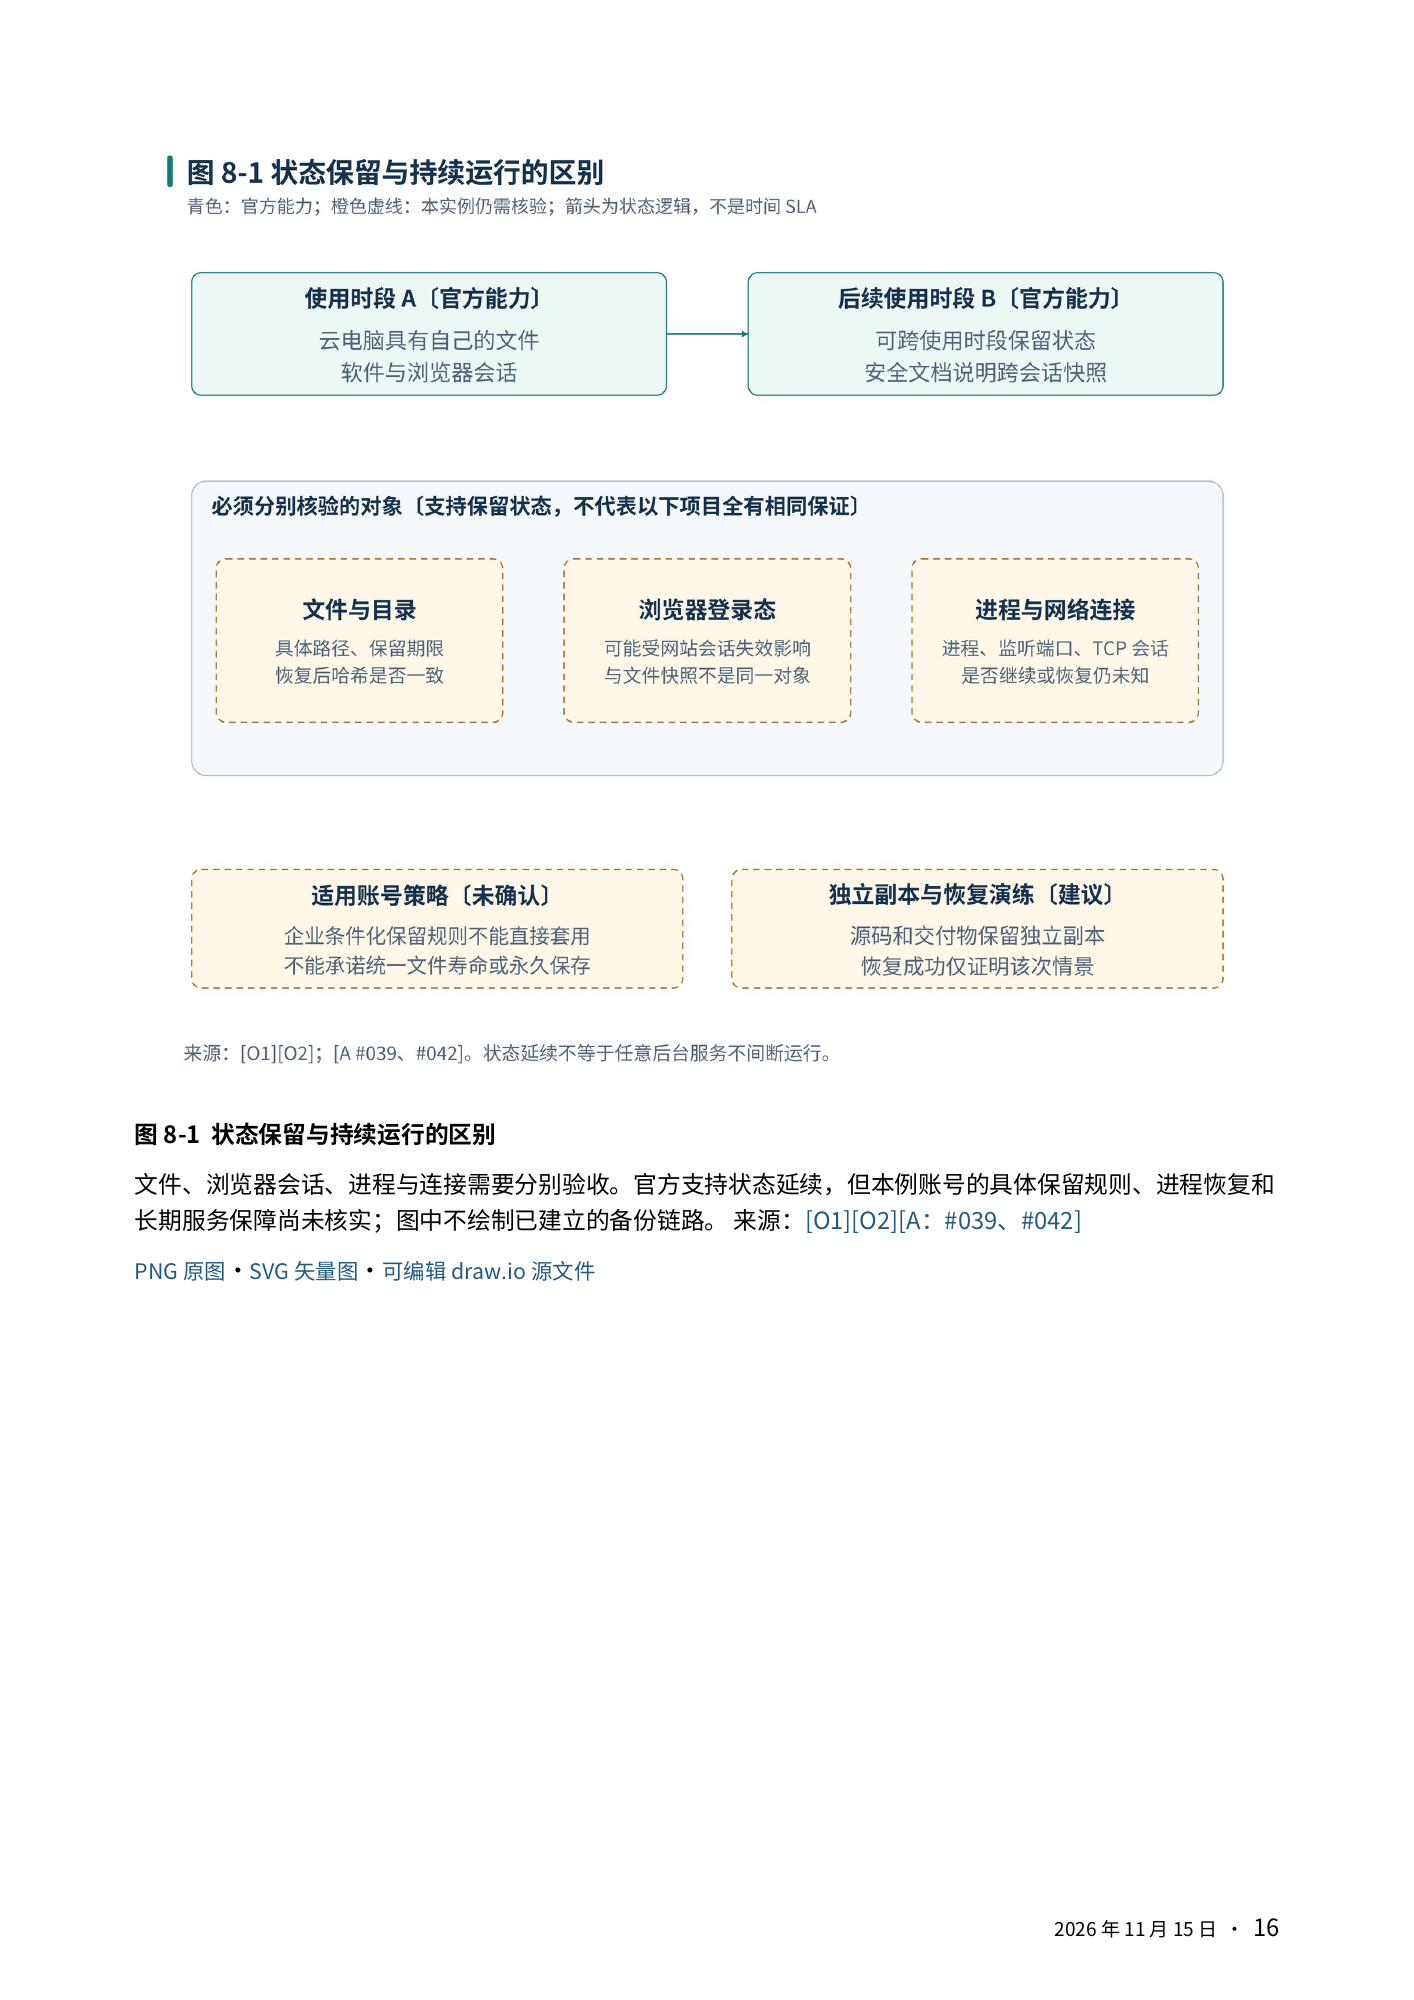 图 8-1 状态保留与持续运行的区别
青色：官方能力；橙色虚线：本实例仍需核验；箭头为状态逻辑，不是时间 SLA
使用时段 A〔官方能力〕
云电脑具有自己的文件
软件与浏览器会话
后续使用时段 B〔官方能力〕
可跨使用时段保留状态
安全文档说明跨会话快照
必须分别核验的对象〔支持保留状态，不代表以下项目全有相同保证〕
文件与目录
具体路径、保留期限
恢复后哈希是否一致
浏览器登录态
可能受网站会话失效影响
与文件快照不是同一对象
进程与网络连接
进程、监听端口、TCP 会话
是否继续或恢复仍未知
适用账号策略〔未确认〕
企业条件化保留规则不能直接套用
不能承诺统一文件寿命或永久保存
独立副本与恢复演练〔建议〕
源码和交付物保留独立副本
恢复成功仅证明该次情景
来源：[O1][O2]；[A #039、#042]。状态延续不等于任意后台服务不间断运行。
图 8-1 状态保留与持续运行的区别
文件、浏览器会话、进程与连接需要分别验收。官方支持状态延续，但本例账号的具体保留规则、进程恢复和
长期服务保障尚未核实；图中不绘制已建立的备份链路。 来源：[O1][O2][A：#039、#042]
PNG 原图 • SVG 矢量图 • 可编辑 draw.io 源文件
2026 年 11 月 15 日 · 16